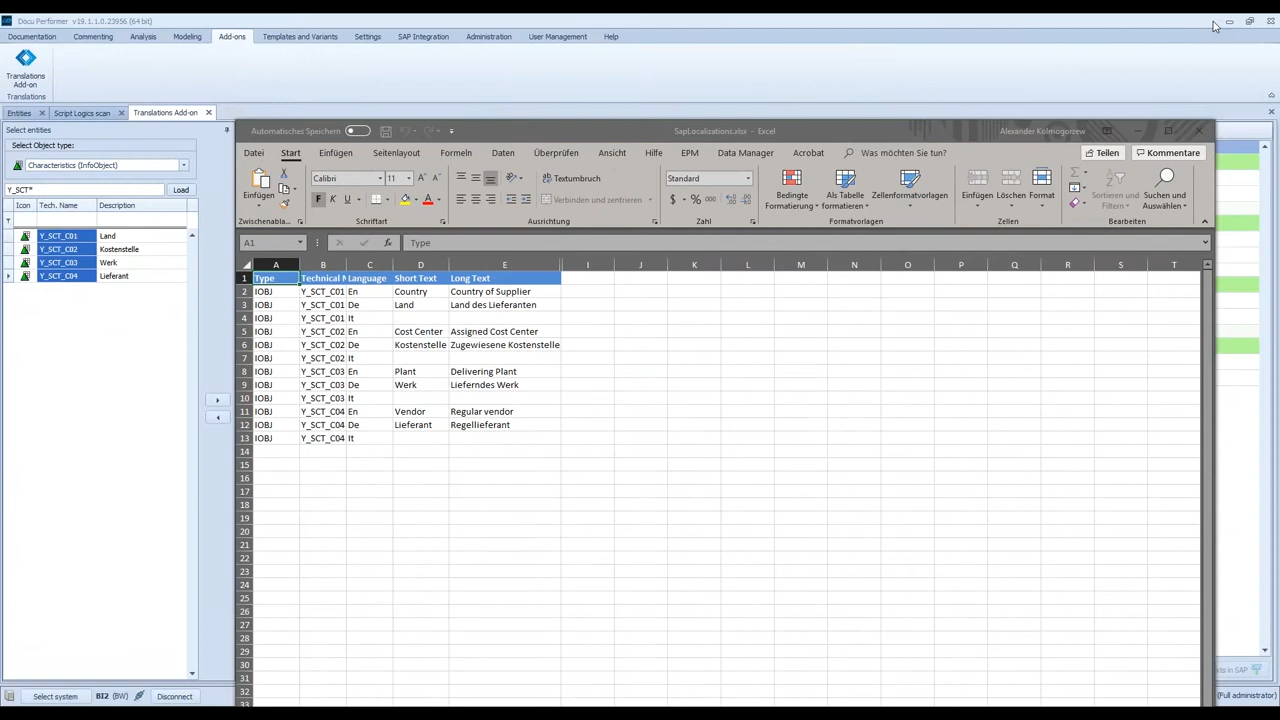 Docu Performer v19.1.1.0.23956 (64 bit)
Documentation Commenting Analysis Modeling Add-ons Templates and Variants Settings SAP Integration Administration User Management Help
Translations Add-on
Translations
Entities Script Logics scan Translations Add-on
Select entities
Select Object type:
Characteristics (InfoObject)
Y_SCT* Load
Icon Tech. Name Description
Y_SCT_C01 Land
Y_SCT_C02 Kostenstelle
Y_SCT_C03 Werk
Y_SCT_C04 Lieferant
Automatisches Speichern SapLocalizations.xlsx - Excel Alexander Kolmogorzew
Datei Start Einfügen Seitenlayout Formeln Daten Überprüfen Ansicht Hilfe EPM Data Manager Acrobat Was möchten Sie tun? Teilen Kommentare
Einfügen Calibri 11 F K U Textumbruch Verbinden und zentrieren Standard Bedingte Formatierung Als Tabelle formatieren Zellenformatvorlagen Einfügen Löschen Format Sortieren und Filtern Suchen und Auswählen
Zwischenabla... Schriftart Ausrichtung Zahl Formatvorlagen Zellen Bearbeiten
A1 fx Type
A B C D E I J K L M N O P Q R S T
1 Type Technical N Language Short Text Long Text
2 IOBJ Y_SCT_C01 En Country Country of Supplier
3 IOBJ Y_SCT_C01 De Land Land des Lieferanten
4 IOBJ Y_SCT_C01 It
5 IOBJ Y_SCT_C02 En Cost Center Assigned Cost Center
6 IOBJ Y_SCT_C02 De Kostenstelle Zugewiesene Kostenstelle
7 IOBJ Y_SCT_C02 It
8 IOBJ Y_SCT_C03 En Plant Delivering Plant
9 IOBJ Y_SCT_C03 De Werk Lieferndes Werk
10 IOBJ Y_SCT_C03 It
11 IOBJ Y_SCT_C04 En Vendor Regular vendor
12 IOBJ Y_SCT_C04 De Lieferant Regellieferant
13 IOBJ Y_SCT_C04 It
14
15
16
17
18
19
20
21
22
23
24
25
26
27
28
29
30
31
32
33
xts in SAP
Select system BI2 (BW) Disconnect (Full administrator)